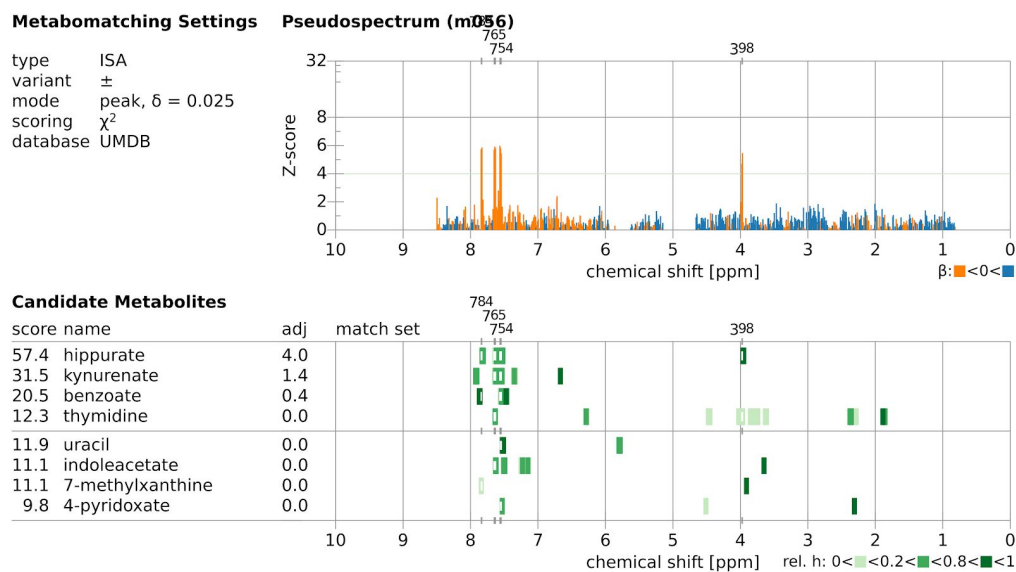 Metabomatching Settings
Pseudospectrum (m056)
765
754
398
type ISA
variant ±
mode peak, δ = 0.025
scoring χ²
database UMDB
Z-score
32
8
6
4
2
0
10 9 8 7 6 5 4 3 2 1 0
chemical shift [ppm]
β: <0<
Candidate Metabolites
784
765
754
398
score name adj match set
57.4 hippurate 4.0
31.5 kynurenate 1.4
20.5 benzoate 0.4
12.3 thymidine 0.0
11.9 uracil 0.0
11.1 indoleacetate 0.0
11.1 7-methylxanthine 0.0
9.8 4-pyridoxate 0.0
10 9 8 7 6 5 4 3 2 1 0
chemical shift [ppm]
rel. h: 0< <0.2< <0.8< <1